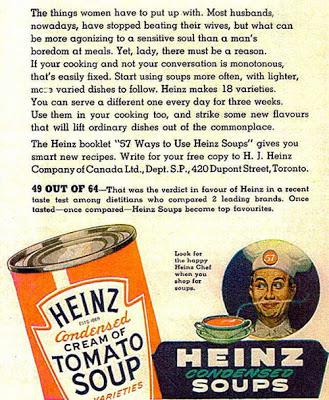 The things women have to put up with. Most husbands,
nowadays, have stopped beating their wives, but what can
be more agonizing to a sensitive soul than a man's
boredom at meals. Yet, lady, there must be a reason.
If your cooking and not your conversation is monotonous,
that's easily fixed. Start using soups more often, with lighter,
more varied dishes to follow. Heinz makes 18 varieties.
You can serve a different one every day for three weeks.
Use them in your cooking too, and strike some new flavours
that will lift ordinary dishes out of the commonplace.
The Heinz booklet "57 Ways to Use Heinz Soups" gives you
smart new recipes. Write for your free copy to H. J. Heinz
Company of Canada Ltd., Dept. S.P., 420 Dupont Street, Toronto.
49 OUT OF 64—That was the verdict in favour of Heinz in a recent
taste test among dietitians who compared 2 leading brands. Once
tasted—once compared—Heinz Soups become top favourites.
Look for
the happy
Heinz Chef
when you
shop for
soups.
57
HEINZ
ESTD 1869
Condensed
CREAM OF
TOMATO
SOUP
VARIETIES
HEINZ
CONDENSED
SOUPS